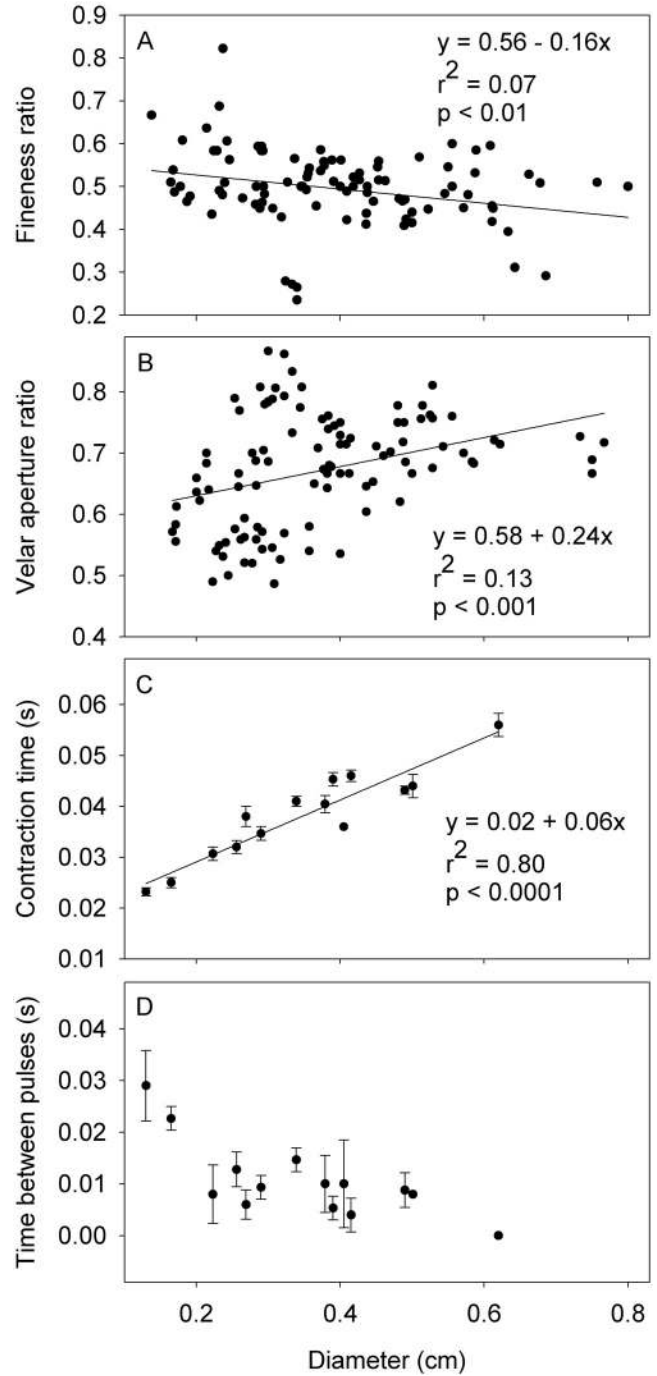 A
y = 0.56 - 0.16x
r2 = 0.07
p < 0.01
Fineness ratio
0.9
0.8
0.7
0.6
0.5
0.4
0.3
0.2
B
y = 0.58 + 0.24x
r2 = 0.13
p < 0.001
Velar aperture ratio
0.8
0.7
0.6
0.5
0.4
C
y = 0.02 + 0.06x
r2 = 0.80
p < 0.0001
Contraction time (s)
0.06
0.05
0.04
0.03
0.02
0.01
D
Time between pulses (s)
0.04
0.03
0.02
0.01
0.00
0.2 0.4 0.6 0.8
Diameter (cm)